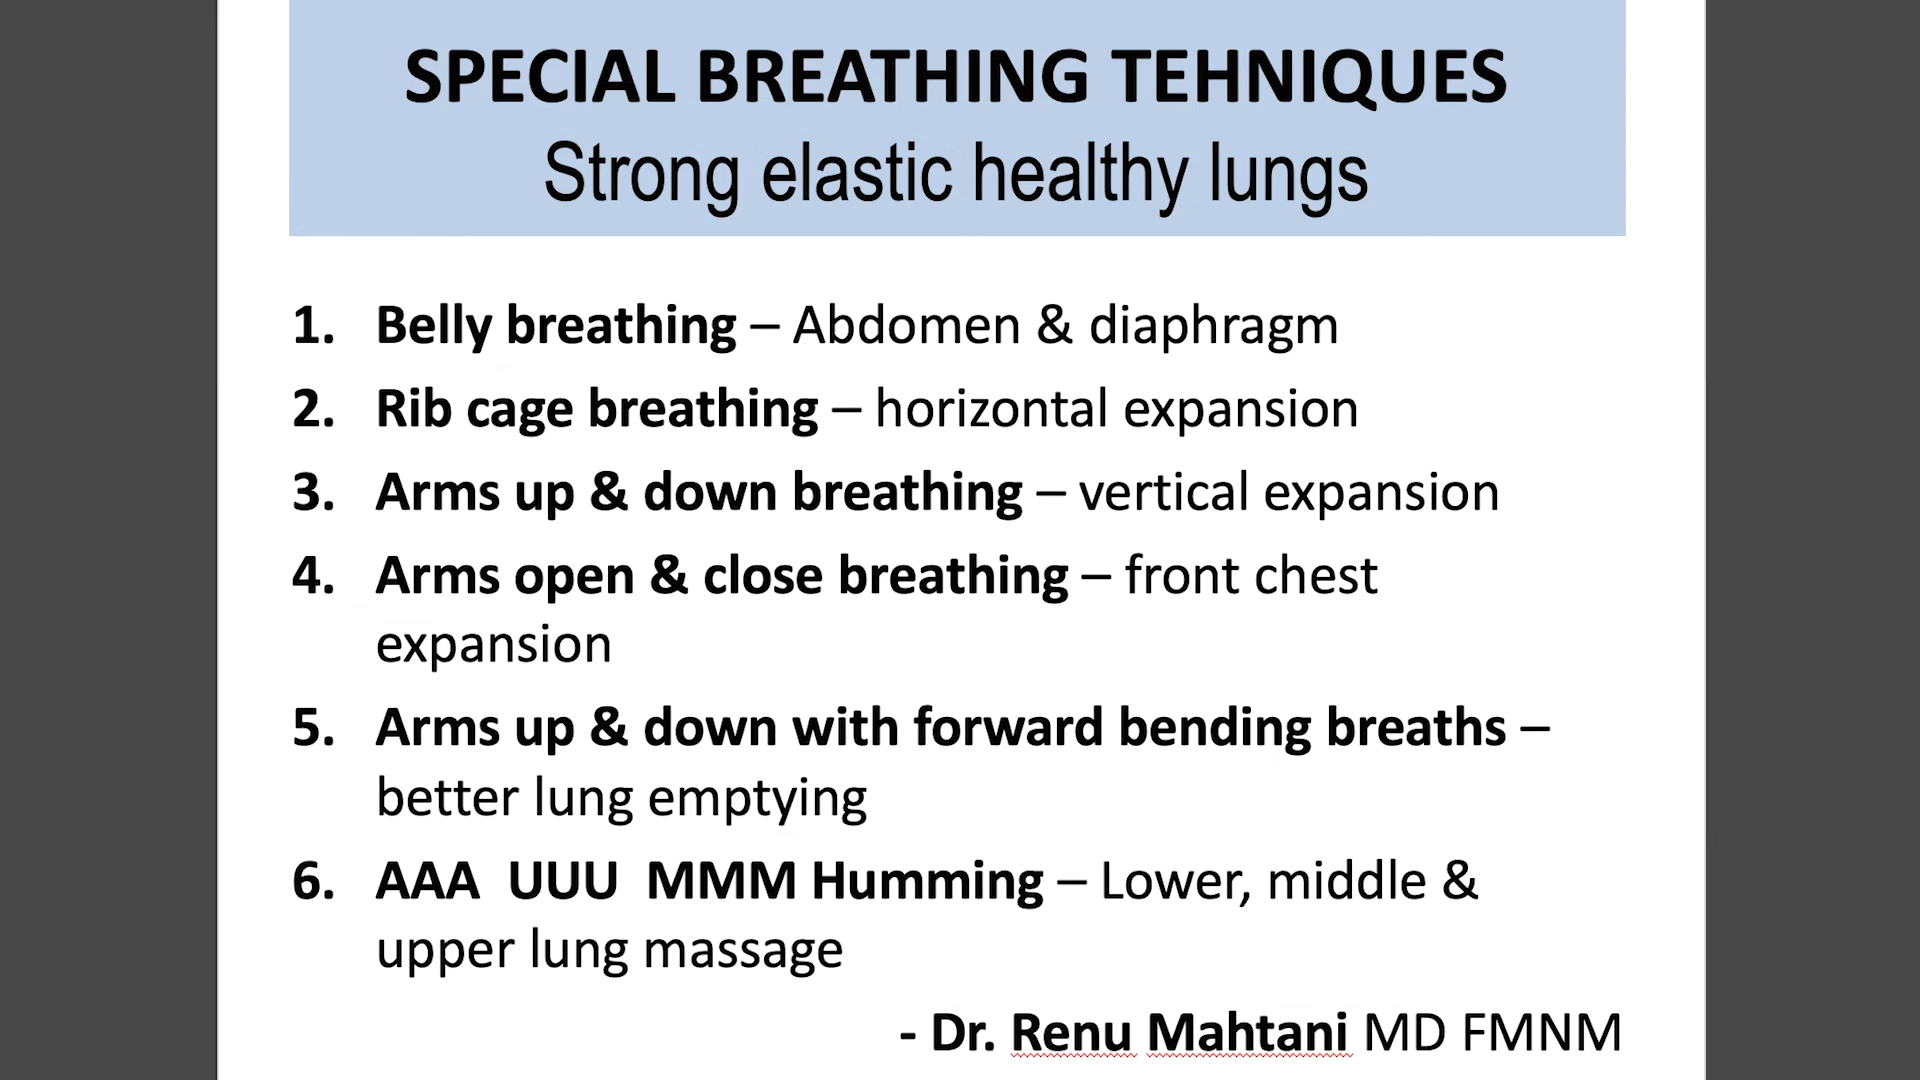 SPECIAL BREATHING TEHNIQUES
Strong elastic healthy lungs
1. Belly breathing – Abdomen & diaphragm
2. Rib cage breathing – horizontal expansion
3. Arms up & down breathing – vertical expansion
4. Arms open & close breathing – front chest
expansion
5. Arms up & down with forward bending breaths –
better lung emptying
6. AAA UUU MMM Humming – Lower, middle &
upper lung massage
- Dr. Renu Mahtani MD FMNM